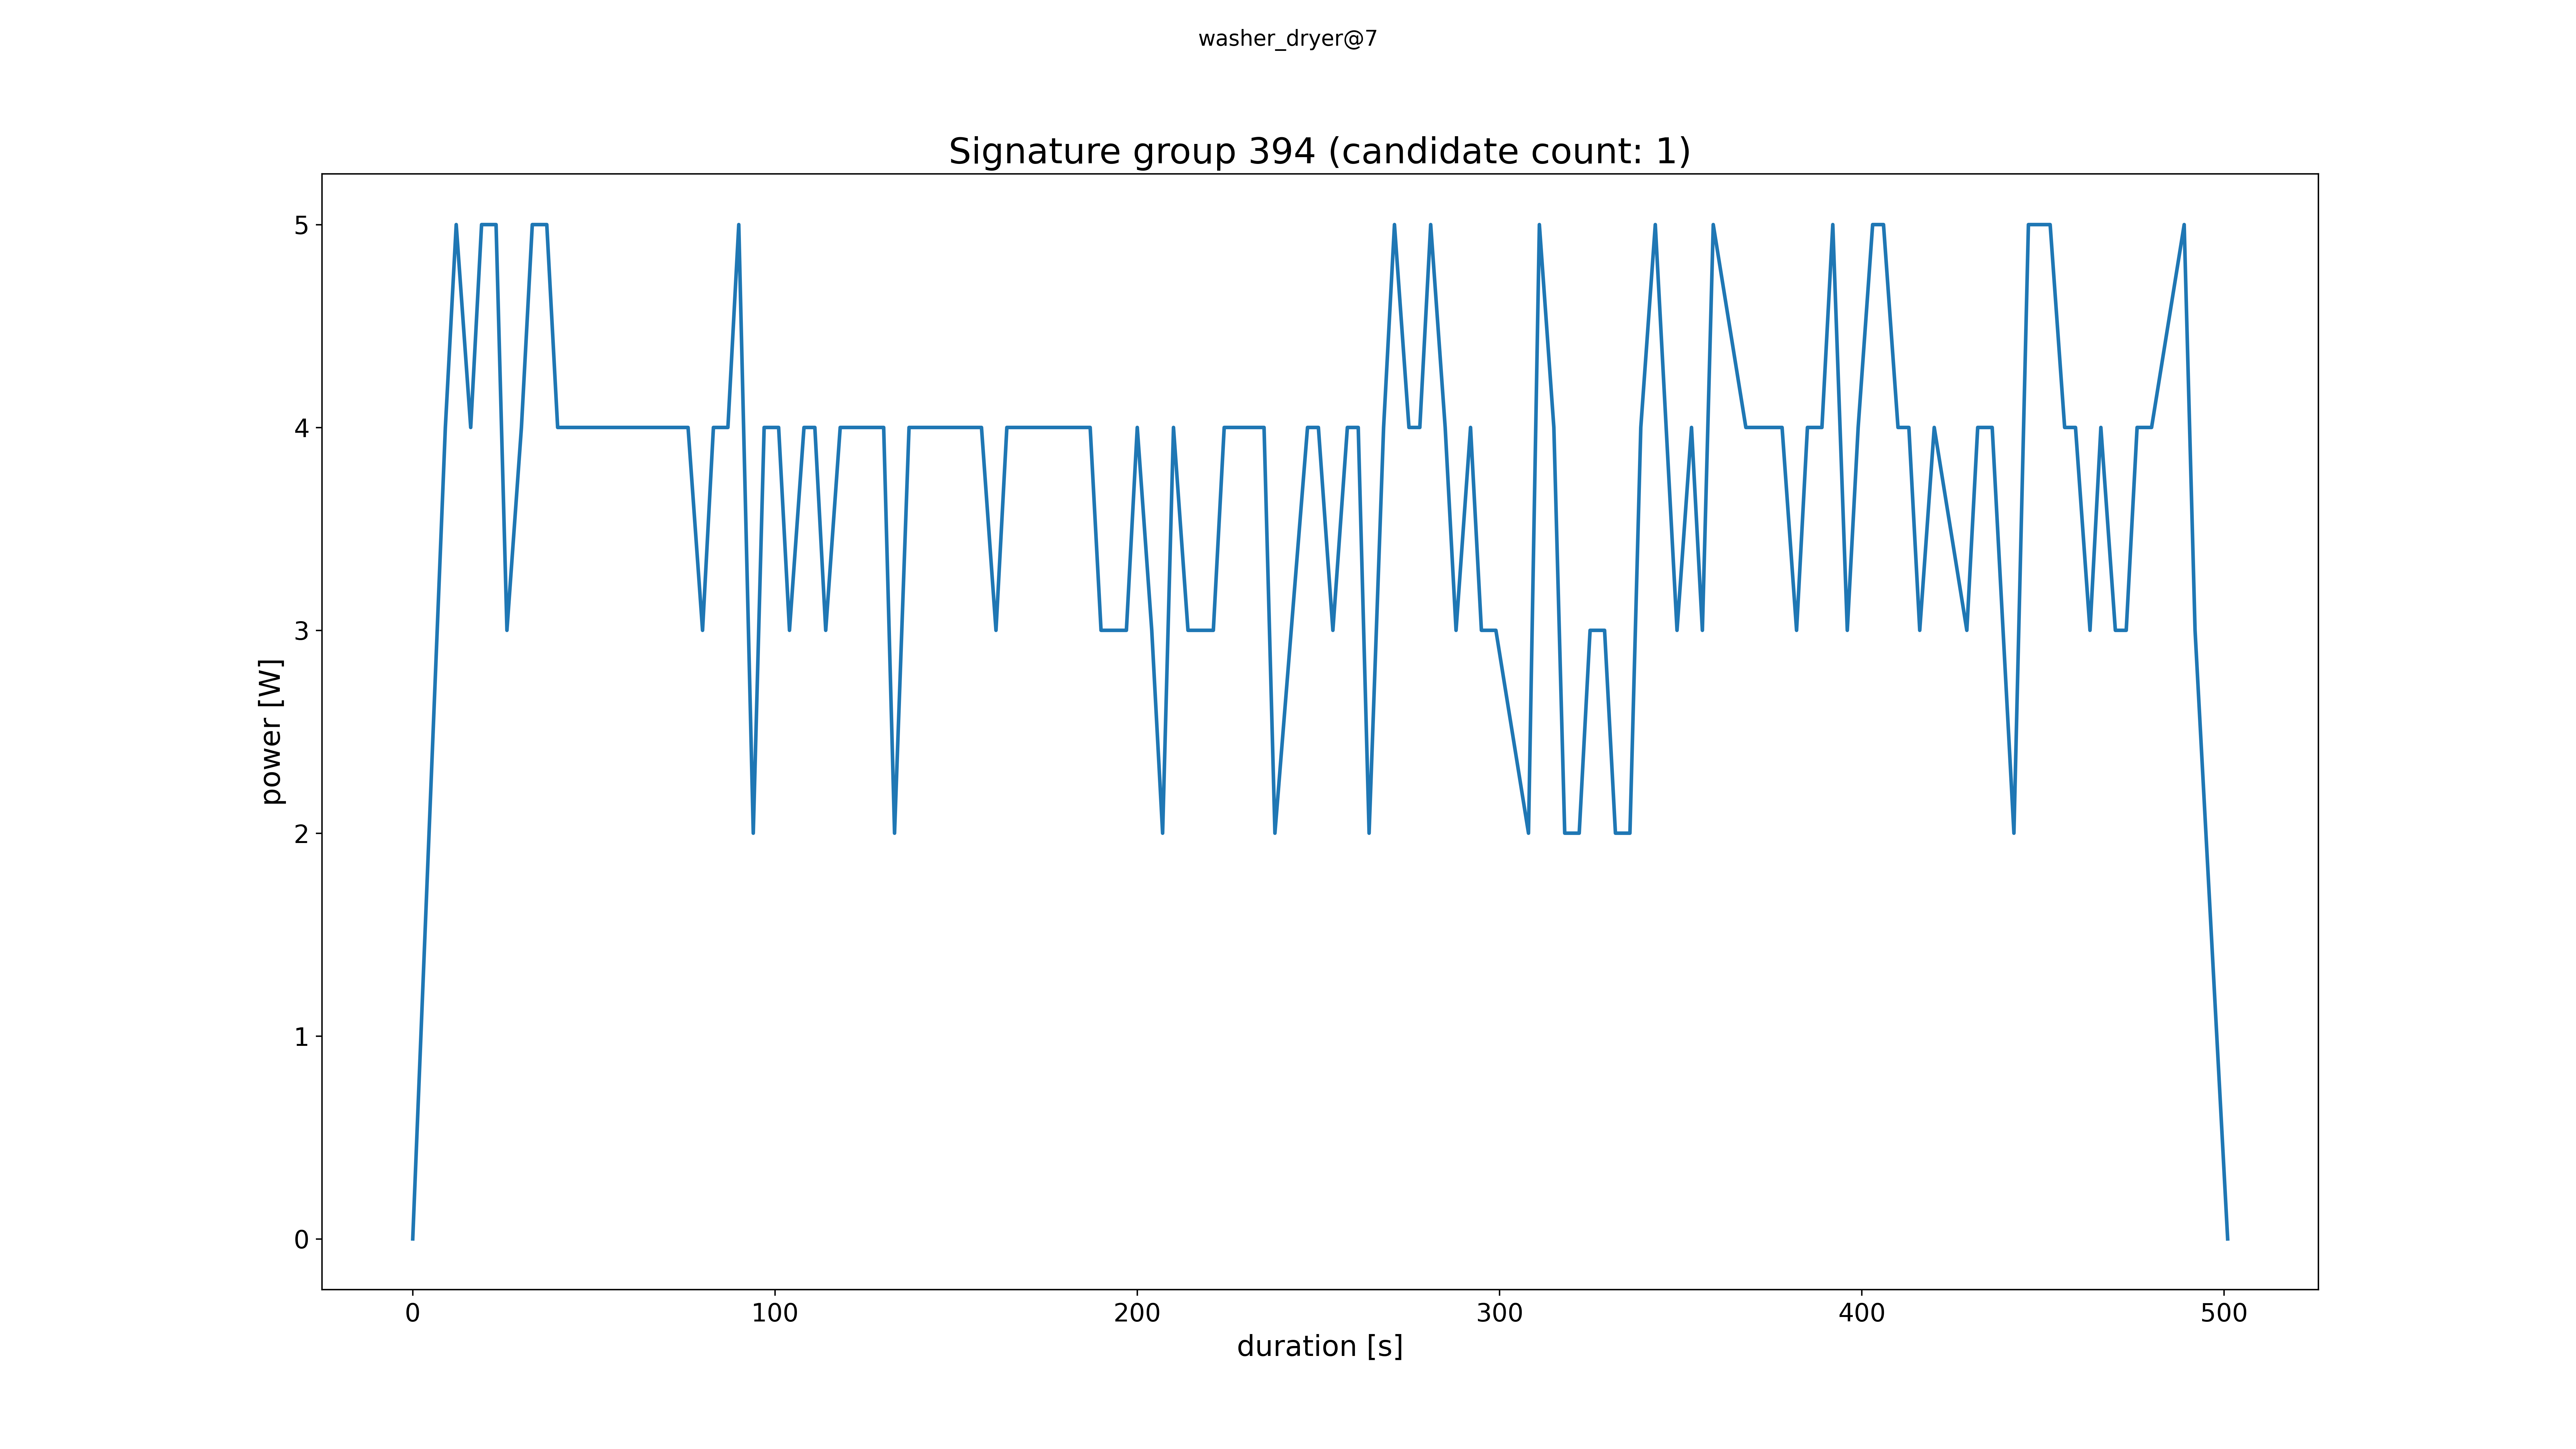 washer_dryer@7
Signature group 394 (candidate count: 1)
5
4
3
2
1
0
power [W]
0 100 200 300 400 500
duration [s]